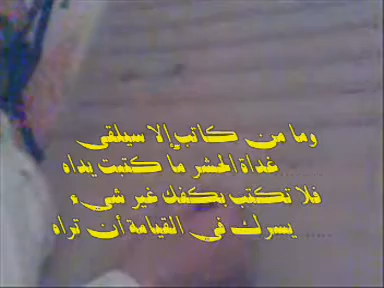 وما من كاتب إلا سيلقى
غداة الحشر ما كتبت يداه
فلا تكتب بكفك غير شيء
يسرك في القيامة أن تراه